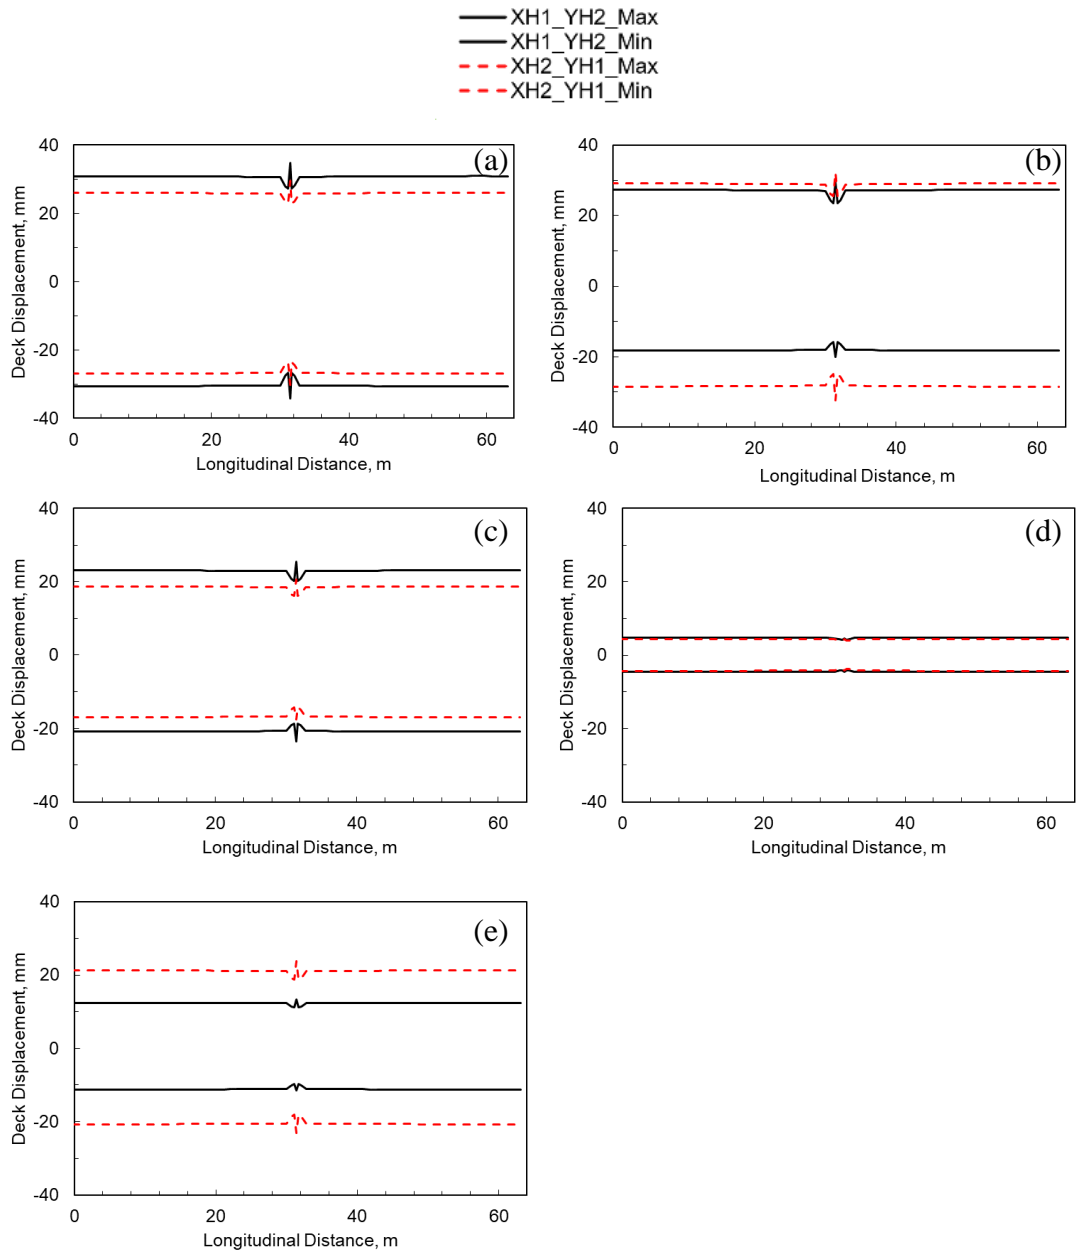 XH1_YH2_Max
XH1_YH2_Min
XH2_YH1_Max
XH2_YH1_Min
(a)
40
20
0
-20
-40
Deck Displacement, mm
0 20 40 60
Longitudinal Distance, m
(b)
40
20
0
-20
-40
Deck Displacement, mm
0 20 40 60
Longitudinal Distance, m
(c)
40
20
0
-20
-40
Deck Displacement, mm
0 20 40 60
Longitudinal Distance, m
(d)
40
20
0
-20
-40
Deck Displacement, mm
0 20 40 60
Longitudinal Distance, m
(e)
40
20
0
-20
-40
Deck Displacement, mm
0 20 40 60
Longitudinal Distance, m